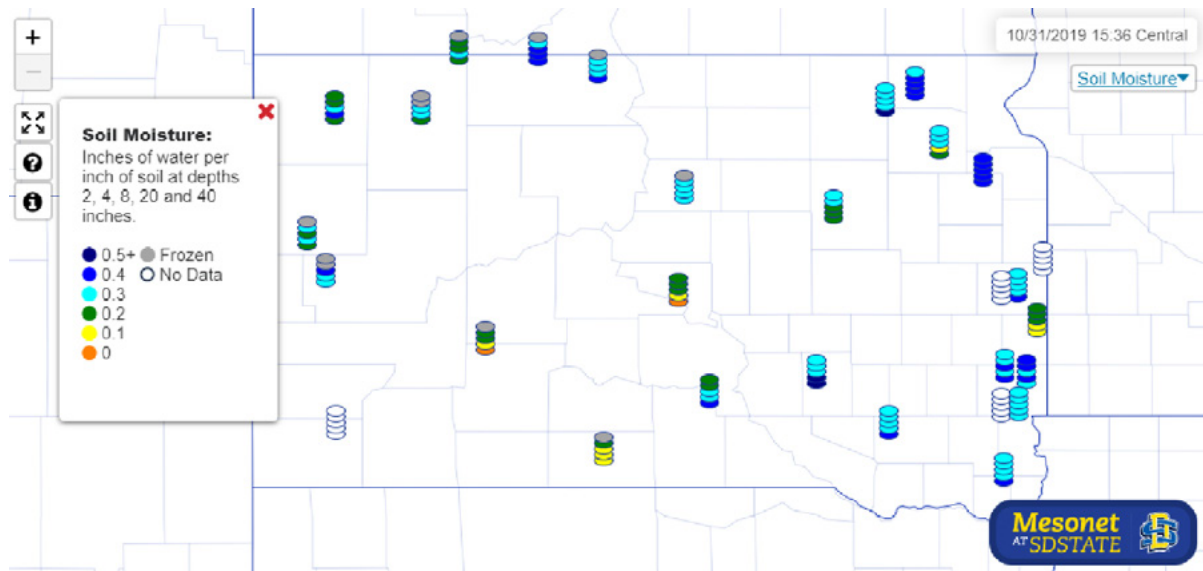 +
−
10/31/2019 15:36 Central
Soil Moisture▼
Soil Moisture:
Inches of water per
inch of soil at depths
2, 4, 8, 20 and 40
inches.
0.5+ Frozen
0.4 No Data
0.3
0.2
0.1
0
?
i
Mesonet
AT SDSTATE
SD